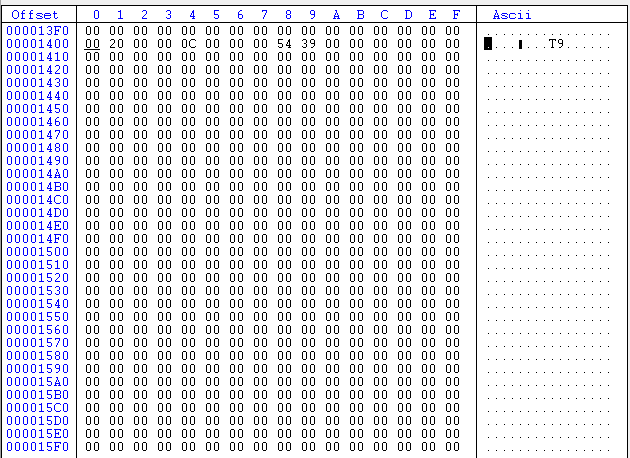 Offset 0 1 2 3 4 5 6 7 8 9 A B C D E F Ascii
000013F0 00 00 00 00 00 00 00 00 00 00 00 00 00 00 00 00 ................
00001400 00 20 00 00 0C 00 00 00 54 39 00 00 00 00 00 00 . ......T9......
00001410 00 00 00 00 00 00 00 00 00 00 00 00 00 00 00 00 ................
00001420 00 00 00 00 00 00 00 00 00 00 00 00 00 00 00 00 ................
00001430 00 00 00 00 00 00 00 00 00 00 00 00 00 00 00 00 ................
00001440 00 00 00 00 00 00 00 00 00 00 00 00 00 00 00 00 ................
00001450 00 00 00 00 00 00 00 00 00 00 00 00 00 00 00 00 ................
00001460 00 00 00 00 00 00 00 00 00 00 00 00 00 00 00 00 ................
00001470 00 00 00 00 00 00 00 00 00 00 00 00 00 00 00 00 ................
00001480 00 00 00 00 00 00 00 00 00 00 00 00 00 00 00 00 ................
00001490 00 00 00 00 00 00 00 00 00 00 00 00 00 00 00 00 ................
000014A0 00 00 00 00 00 00 00 00 00 00 00 00 00 00 00 00 ................
000014B0 00 00 00 00 00 00 00 00 00 00 00 00 00 00 00 00 ................
000014C0 00 00 00 00 00 00 00 00 00 00 00 00 00 00 00 00 ................
000014D0 00 00 00 00 00 00 00 00 00 00 00 00 00 00 00 00 ................
000014E0 00 00 00 00 00 00 00 00 00 00 00 00 00 00 00 00 ................
000014F0 00 00 00 00 00 00 00 00 00 00 00 00 00 00 00 00 ................
00001500 00 00 00 00 00 00 00 00 00 00 00 00 00 00 00 00 ................
00001510 00 00 00 00 00 00 00 00 00 00 00 00 00 00 00 00 ................
00001520 00 00 00 00 00 00 00 00 00 00 00 00 00 00 00 00 ................
00001530 00 00 00 00 00 00 00 00 00 00 00 00 00 00 00 00 ................
00001540 00 00 00 00 00 00 00 00 00 00 00 00 00 00 00 00 ................
00001550 00 00 00 00 00 00 00 00 00 00 00 00 00 00 00 00 ................
00001560 00 00 00 00 00 00 00 00 00 00 00 00 00 00 00 00 ................
00001570 00 00 00 00 00 00 00 00 00 00 00 00 00 00 00 00 ................
00001580 00 00 00 00 00 00 00 00 00 00 00 00 00 00 00 00 ................
00001590 00 00 00 00 00 00 00 00 00 00 00 00 00 00 00 00 ................
000015A0 00 00 00 00 00 00 00 00 00 00 00 00 00 00 00 00 ................
000015B0 00 00 00 00 00 00 00 00 00 00 00 00 00 00 00 00 ................
000015C0 00 00 00 00 00 00 00 00 00 00 00 00 00 00 00 00 ................
000015D0 00 00 00 00 00 00 00 00 00 00 00 00 00 00 00 00 ................
000015E0 00 00 00 00 00 00 00 00 00 00 00 00 00 00 00 00 ................
000015F0 00 00 00 00 00 00 00 00 00 00 00 00 00 00 00 00 ................